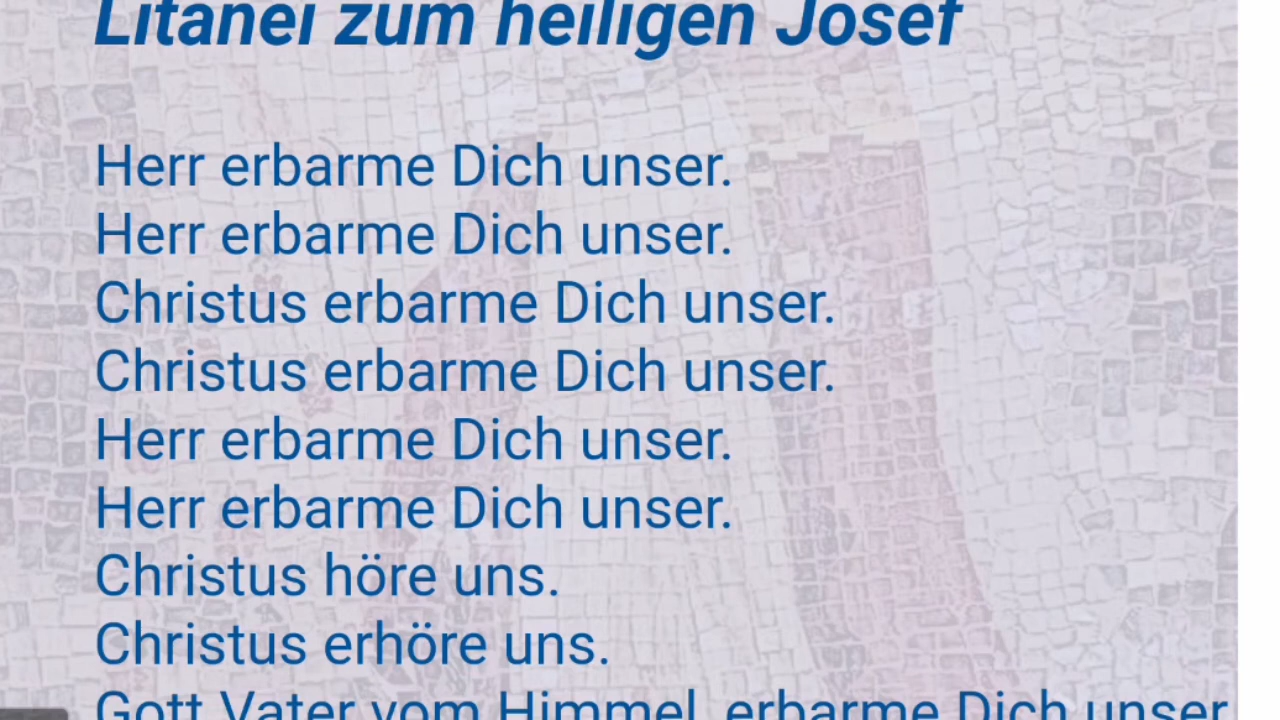 Litanei zum heiligen Josef
Herr erbarme Dich unser.
Herr erbarme Dich unser.
Christus erbarme Dich unser.
Christus erbarme Dich unser.
Herr erbarme Dich unser.
Herr erbarme Dich unser.
Christus höre uns.
Christus erhöre uns.
Gott Vater vom Himmel, erbarme Dich unser